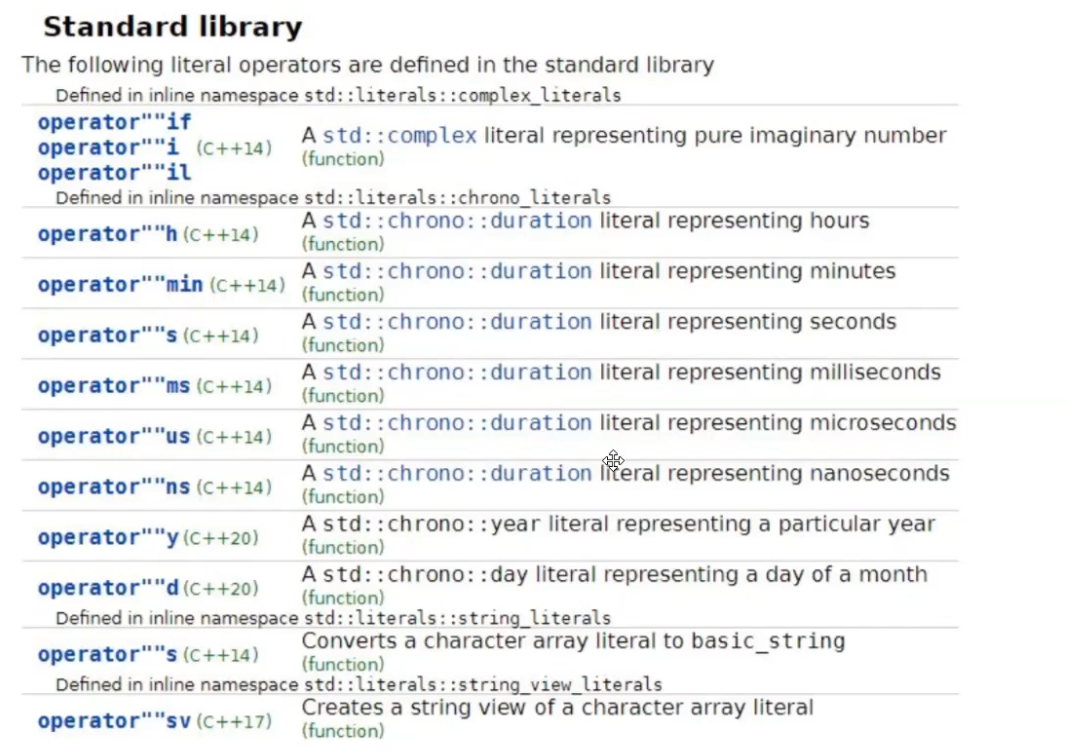 Standard library
The following literal operators are defined in the standard library
Defined in inline namespace std::literals::complex_literals
operator""if
operator""i (C++14)
operator""il
A std::complex literal representing pure imaginary number
(function)
Defined in inline namespace std::literals::chrono_literals
operator""h (C++14)
A std::chrono::duration literal representing hours
(function)
operator""min (C++14)
A std::chrono::duration literal representing minutes
(function)
operator""s (C++14)
A std::chrono::duration literal representing seconds
(function)
operator""ms (C++14)
A std::chrono::duration literal representing milliseconds
(function)
operator""us (C++14)
A std::chrono::duration literal representing microseconds
(function)
operator""ns (C++14)
A std::chrono::duration literal representing nanoseconds
(function)
operator""y (C++20)
A std::chrono::year literal representing a particular year
(function)
operator""d (C++20)
A std::chrono::day literal representing a day of a month
(function)
Defined in inline namespace std::literals::string_literals
operator""s (C++14)
Converts a character array literal to basic_string
(function)
Defined in inline namespace std::literals::string_view_literals
operator""sv (C++17)
Creates a string view of a character array literal
(function)